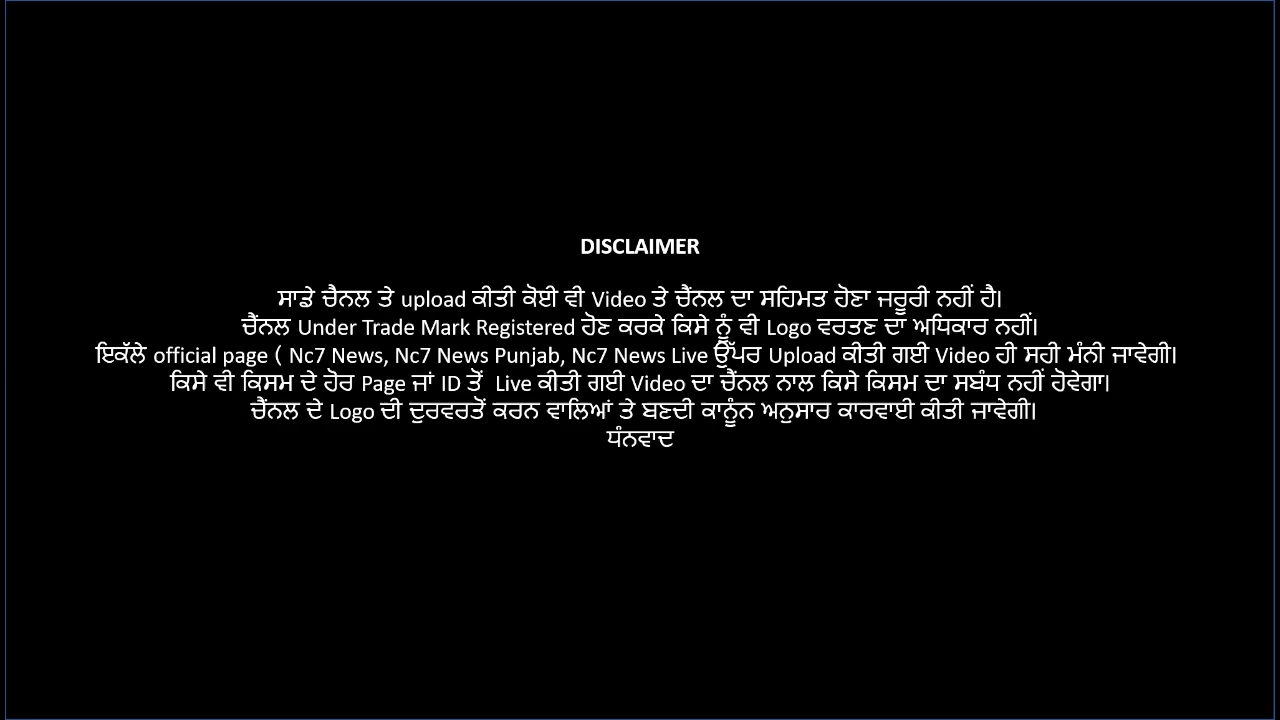 DISCLAIMER
ਸਾਡੇ ਚੈਨਲ ਤੇ upload ਕੀਤੀ ਕੋਈ ਵੀ Video ਤੇ ਚੈਂਨਲ ਦਾ ਸਹਿਮਤ ਹੋਣਾ ਜਰੂਰੀ ਨਹੀਂ ਹੈ।
ਚੈਂਨਲ Under Trade Mark Registered ਹੋਣ ਕਰਕੇ ਕਿਸੇ ਨੂੰ ਵੀ Logo ਵਰਤਣ ਦਾ ਅਧਿਕਾਰ ਨਹੀਂ।
ਇਕੱਲੇ official page ( Nc7 News, Nc7 News Punjab, Nc7 News Live ਉੱਪਰ Upload ਕੀਤੀ ਗਈ Video ਹੀ ਸਹੀ ਮੰਨੀ ਜਾਵੇਗੀ।
ਕਿਸੇ ਵੀ ਕਿਸਮ ਦੇ ਹੋਰ Page ਜਾਂ ID ਤੋਂ Live ਕੀਤੀ ਗਈ Video ਦਾ ਚੈਂਨਲ ਨਾਲ ਕਿਸੇ ਕਿਸਮ ਦਾ ਸਬੰਧ ਨਹੀਂ ਹੋਵੇਗਾ।
ਚੈਂਨਲ ਦੇ Logo ਦੀ ਦੁਰਵਰਤੋਂ ਕਰਨ ਵਾਲਿਆਂ ਤੇ ਬਣਦੀ ਕਾਨੂੰਨ ਅਨੁਸਾਰ ਕਾਰਵਾਈ ਕੀਤੀ ਜਾਵੇਗੀ।
ਧੰਨਵਾਦ